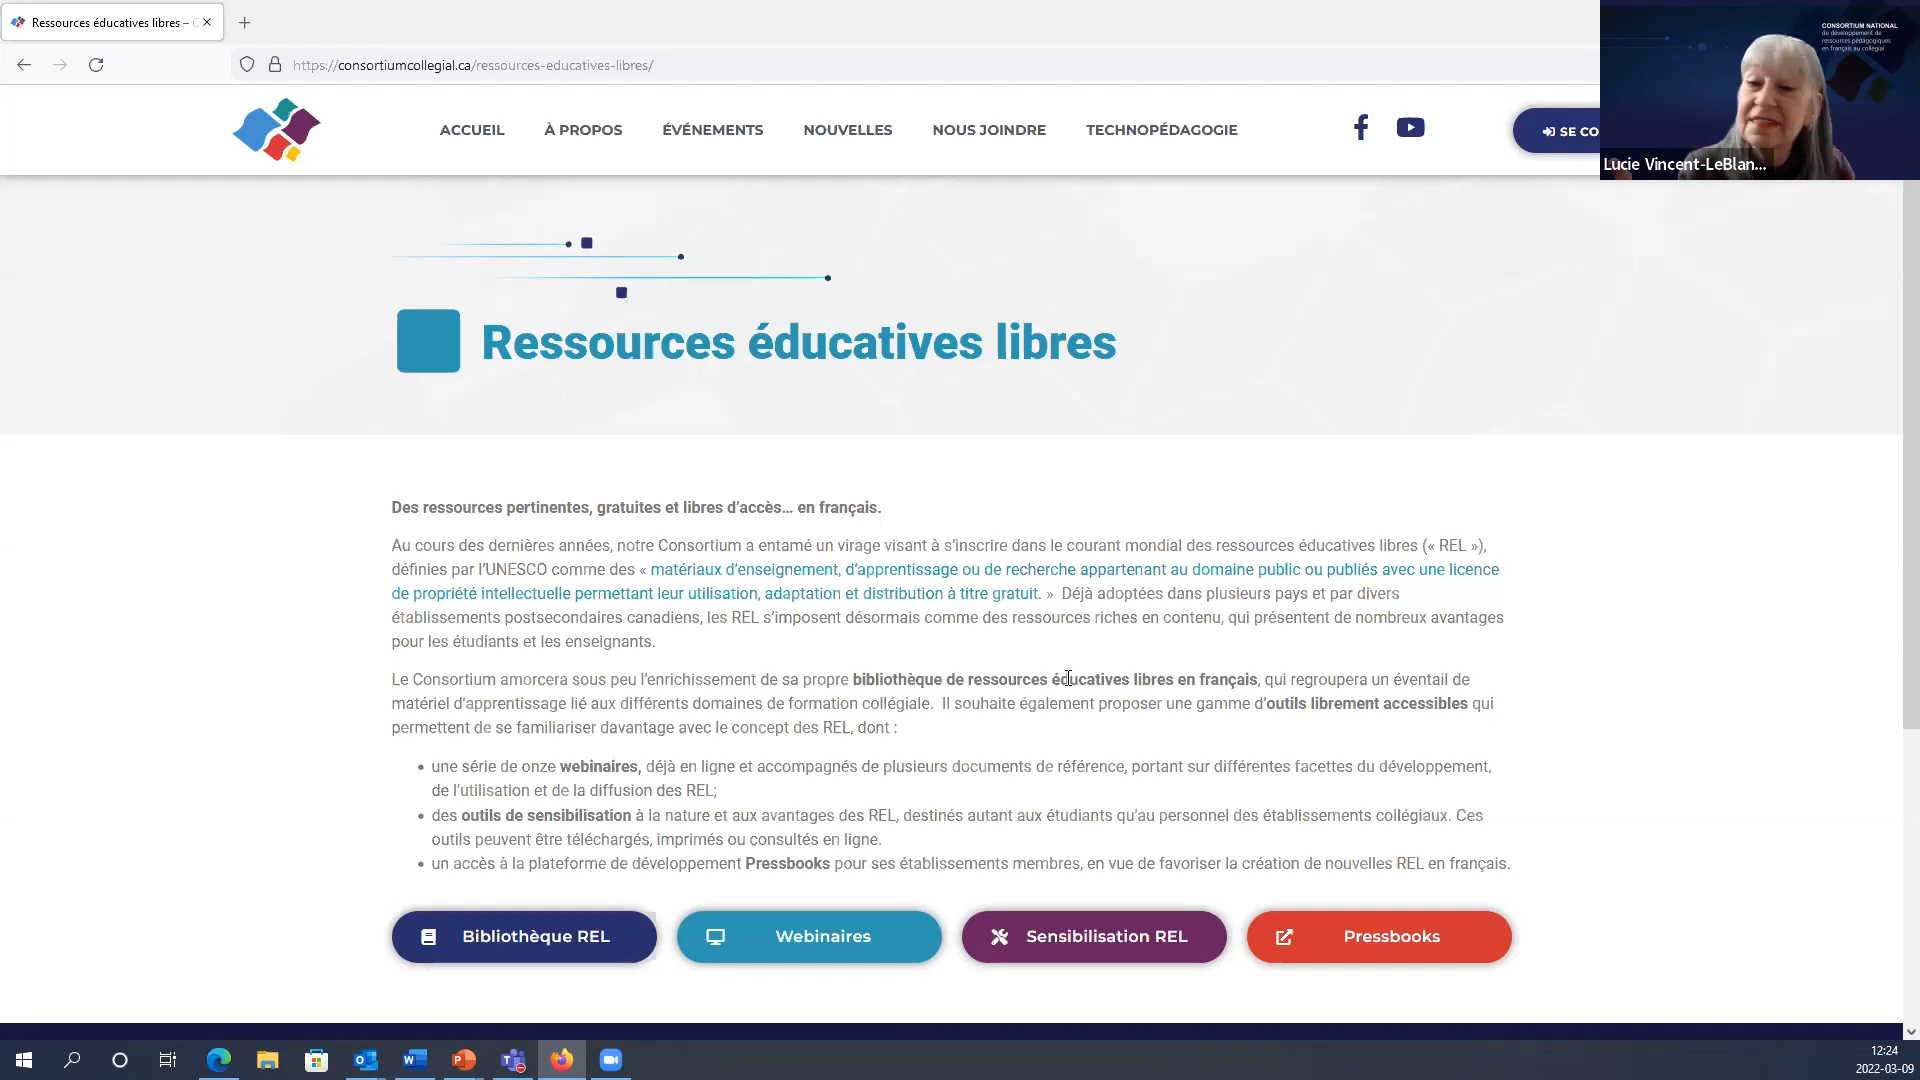 Ressources éducatives libres –
https://consortiumcollegial.ca/ressources-educatives-libres/
CONSORTIUM NATIONAL
de développement de
ressources pédagogiques
en français au collégial
ACCUEIL À PROPOS ÉVÉNEMENTS NOUVELLES NOUS JOINDRE TECHNOPÉDAGOGIE
SE CO
Lucie Vincent-LeBlan...
Ressources éducatives libres
Des ressources pertinentes, gratuites et libres d’accès… en français.
Au cours des dernières années, notre Consortium a entamé un virage visant à s’inscrire dans le courant mondial des ressources éducatives libres (« REL »),
définies par l’UNESCO comme des « matériaux d’enseignement, d’apprentissage ou de recherche appartenant au domaine public ou publiés avec une licence
de propriété intellectuelle permettant leur utilisation, adaptation et distribution à titre gratuit. » Déjà adoptées dans plusieurs pays et par divers
établissements postsecondaires canadiens, les REL s’imposent désormais comme des ressources riches en contenu, qui présentent de nombreux avantages
pour les étudiants et les enseignants.
Le Consortium amorcera sous peu l’enrichissement de sa propre bibliothèque de ressources éducatives libres en français, qui regroupera un éventail de
matériel d’apprentissage lié aux différents domaines de formation collégiale. Il souhaite également proposer une gamme d’outils librement accessibles qui
permettent de se familiariser davantage avec le concept des REL, dont :
• une série de onze webinaires, déjà en ligne et accompagnés de plusieurs documents de référence, portant sur différentes facettes du développement,
de l’utilisation et de la diffusion des REL;
• des outils de sensibilisation à la nature et aux avantages des REL, destinés autant aux étudiants qu’au personnel des établissements collégiaux. Ces
outils peuvent être téléchargés, imprimés ou consultés en ligne.
• un accès à la plateforme de développement Pressbooks pour ses établissements membres, en vue de favoriser la création de nouvelles REL en français.
Bibliothèque REL Webinaires Sensibilisation REL Pressbooks
12:24
2022-03-09